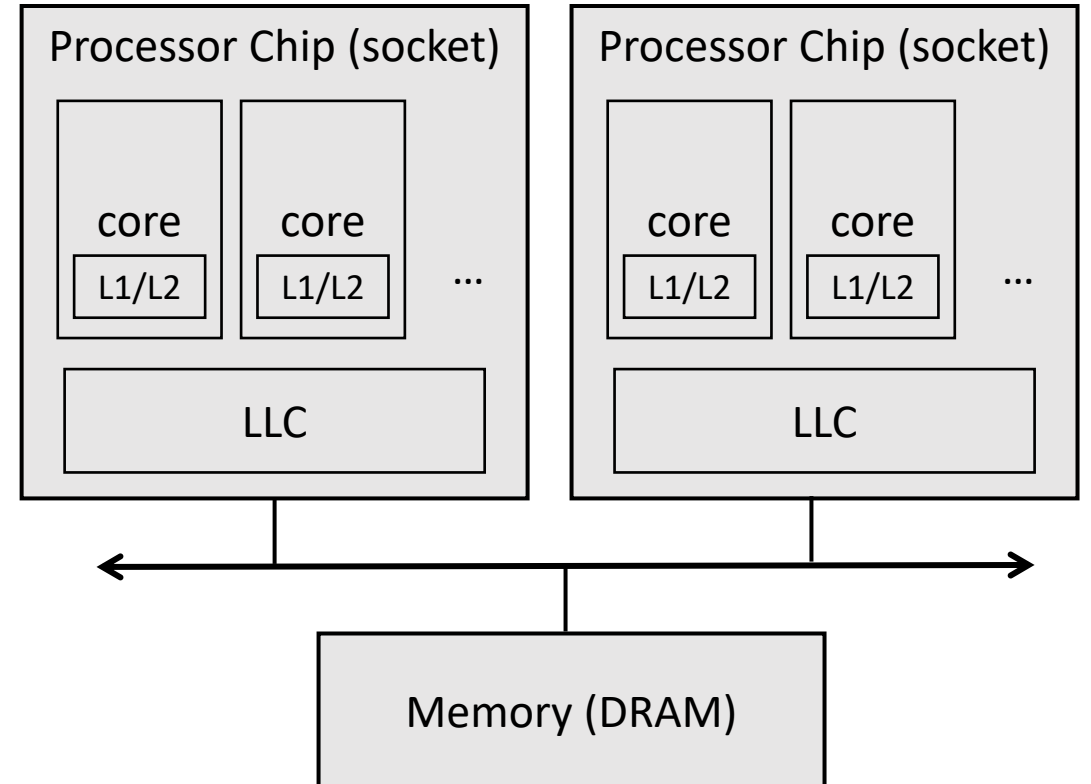 Processor Chip (socket)
core
L1/L2
core
L1/L2
...
LLC
Processor Chip (socket)
core
L1/L2
core
L1/L2
...
LLC
Memory (DRAM)